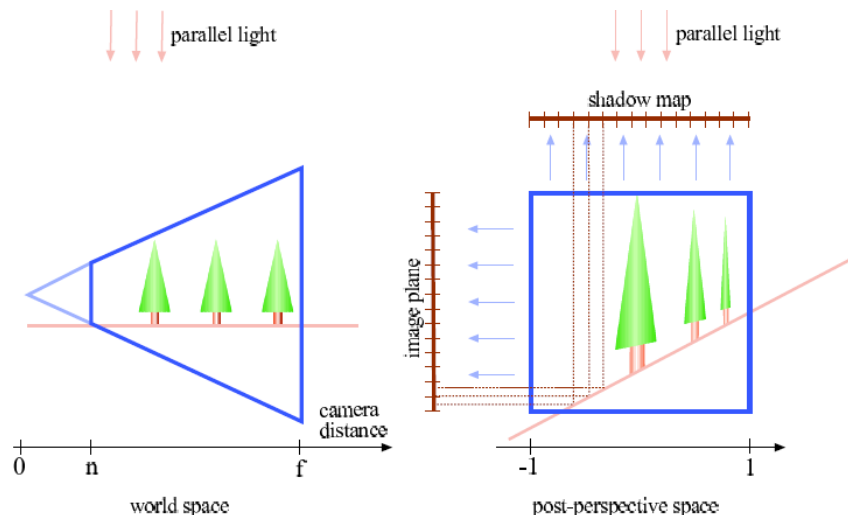 parallel light
parallel light
shadow map
image plane
camera
distance
0
n
f
-1
1
world space
post-perspective space